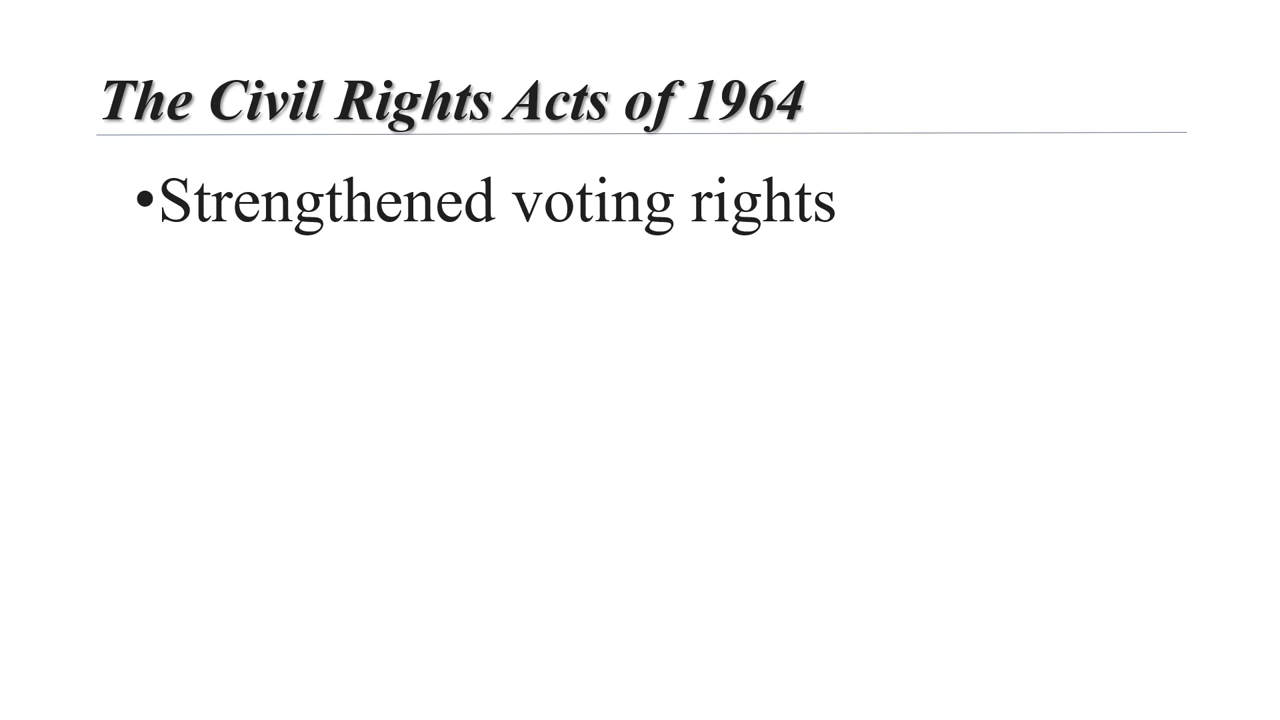 The Civil Rights Acts of 1964
•Strengthened voting rights